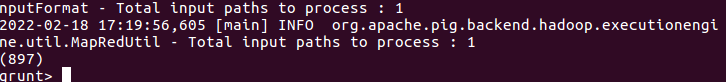 nputFormat - Total input paths to process : 1
2022-02-18 17:19:56,605 [main] INFO  org.apache.pig.backend.hadoop.executionengi
ne.util.MapRedUtil - Total input paths to process : 1
(897)
grunt>